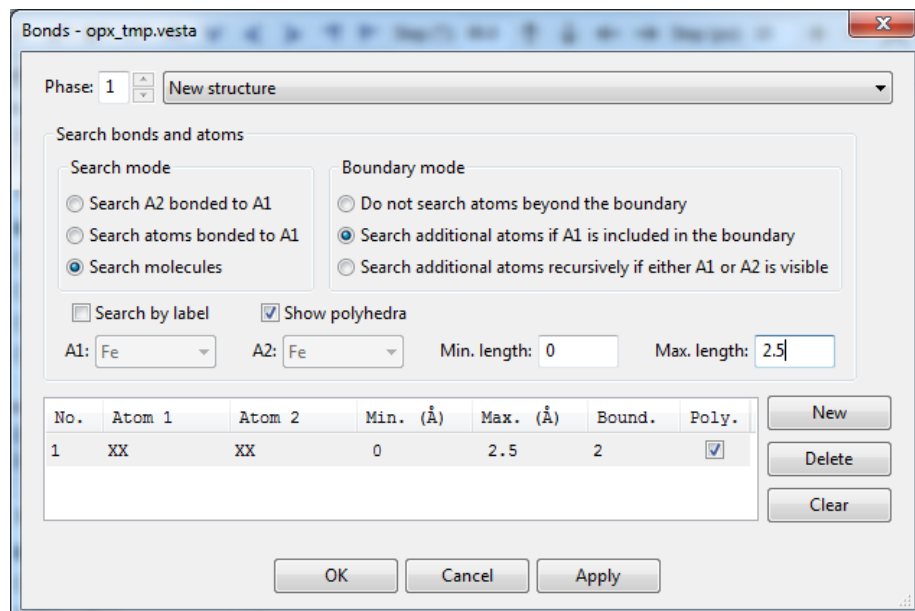 Bonds - opx_tmp.vesta
Phase: 1 New structure
Search bonds and atoms
Search mode
Search A2 bonded to A1
Search atoms bonded to A1
Search molecules
Boundary mode
Do not search atoms beyond the boundary
Search additional atoms if A1 is included in the boundary
Search additional atoms recursively if either A1 or A2 is visible
Search by label Show polyhedra
A1: Fe A2: Fe Min. length: 0 Max. length: 2.5
No. Atom 1 Atom 2 Min. (Å) Max. (Å) Bound. Poly.
1 XX XX 0 2.5 2
New
Delete
Clear
OK Cancel Apply